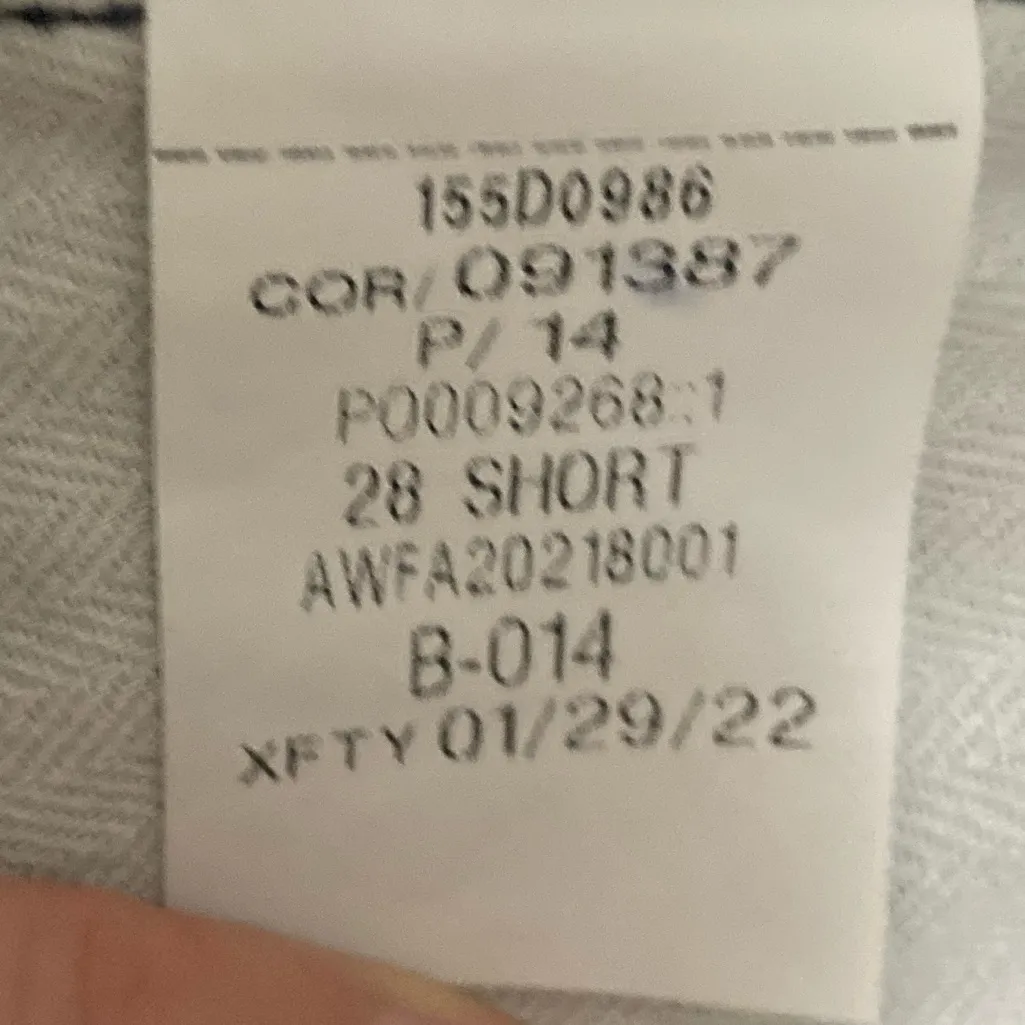 155D0986
COR/ 091387
P/ 14
P0009268::1
28 SHORT
AWFA20218001
B-014
XFTY 01/29/22